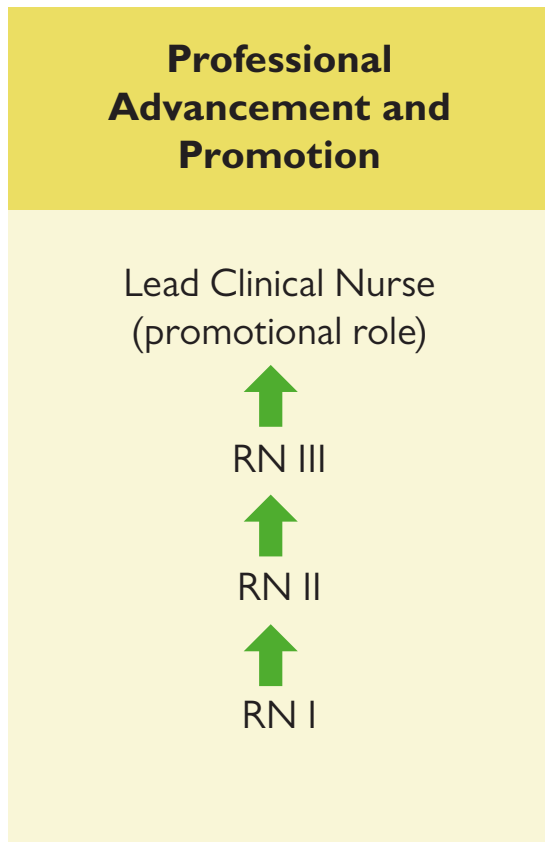 Professional
Advancement and
Promotion
Lead Clinical Nurse
(promotional role)
RN III
RN II
RN I